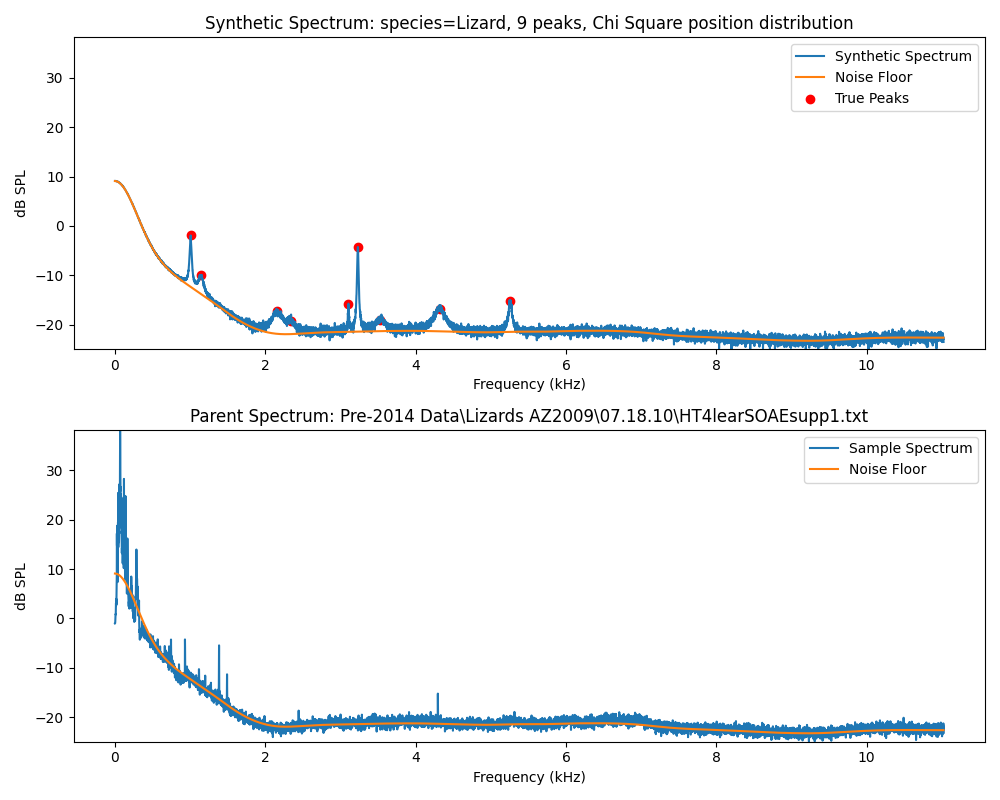 Synthetic Spectrum: species=Lizard, 9 peaks, Chi Square position distribution
Synthetic Spectrum
Noise Floor
True Peaks
dB SPL
30
20
10
0
−10
−20
0
2
4
6
8
10
Frequency (kHz)
Parent Spectrum: Pre-2014 Data\Lizards AZ2009\07.18.10\HT4learSOAEsupp1.txt
Sample Spectrum
Noise Floor
dB SPL
30
20
10
0
−10
−20
0
2
4
6
8
10
Frequency (kHz)